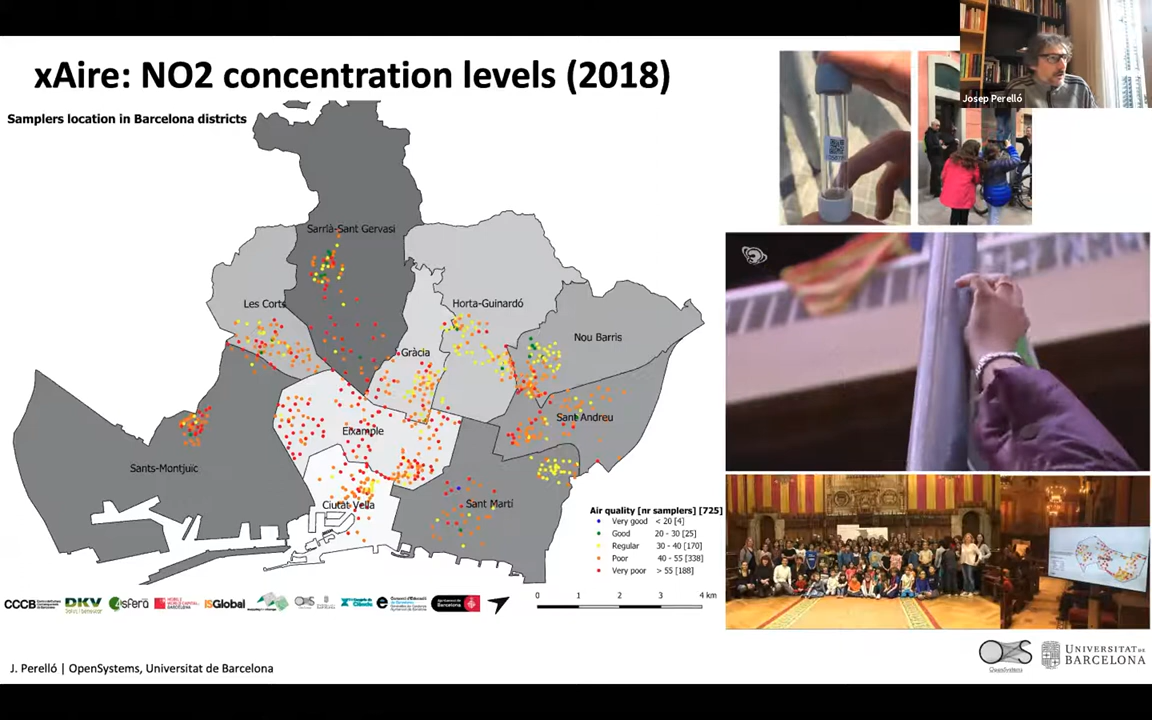 xAire: NO2 concentration levels (2018)
Josep Perelló
Samplers location in Barcelona districts
Sarrià-Sant Gervasi
Les Corts
Horta-Guinardó
Nou Barris
Gràcia
Sant Andreu
Eixample
Sants-Montjuïc
Ciutat Vella
Sant Martí
Air quality [nr samplers] [725]
Very good < 20 [4]
Good 20 - 30 [25]
Regular 30 - 40 [170]
Poor 40 - 55 [338]
Very poor > 55 [188]
0 1 2 3 4 km
CCCB
DKV
ISGlobal
UNIVERSITAT DE
BARCELONA
J. Perelló | OpenSystems, Universitat de Barcelona